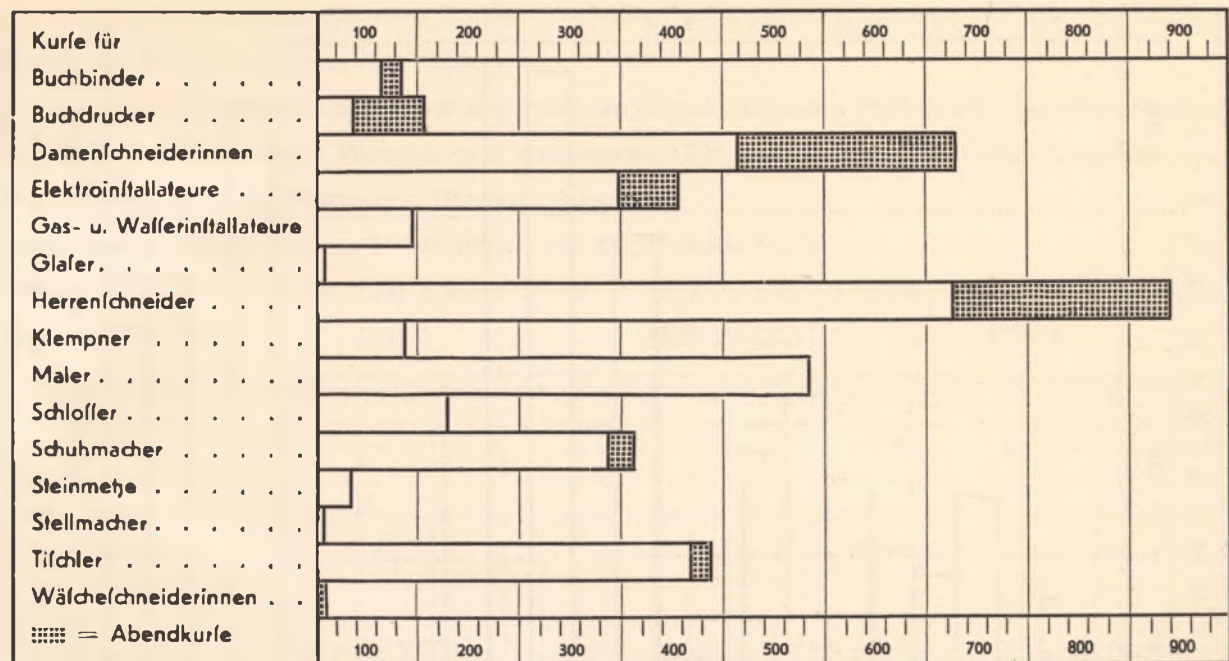 Kurſe für
100 200 300 400 500 600 700 800 900
Buchbinder . . . . . .
Buchdrucker . . . . .
Damenſchneiderinnen .
Elektroinſtallateure . . .
Gas- u. Waſſerinſtallateure
Glaſer . . . . . . . .
Herrenſchneider . . . .
Klempner . . . . . .
Maler . . . . . . . .
Schloſſer . . . . . .
Schuhmacher . . . . .
Steinmetze . . . . . .
Stellmacher . . . . . .
Tiſchler . . . . . . .
Wäſcheſchneiderinnen . .
= Abendkurſe
100 200 300 400 500 600 700 800 900